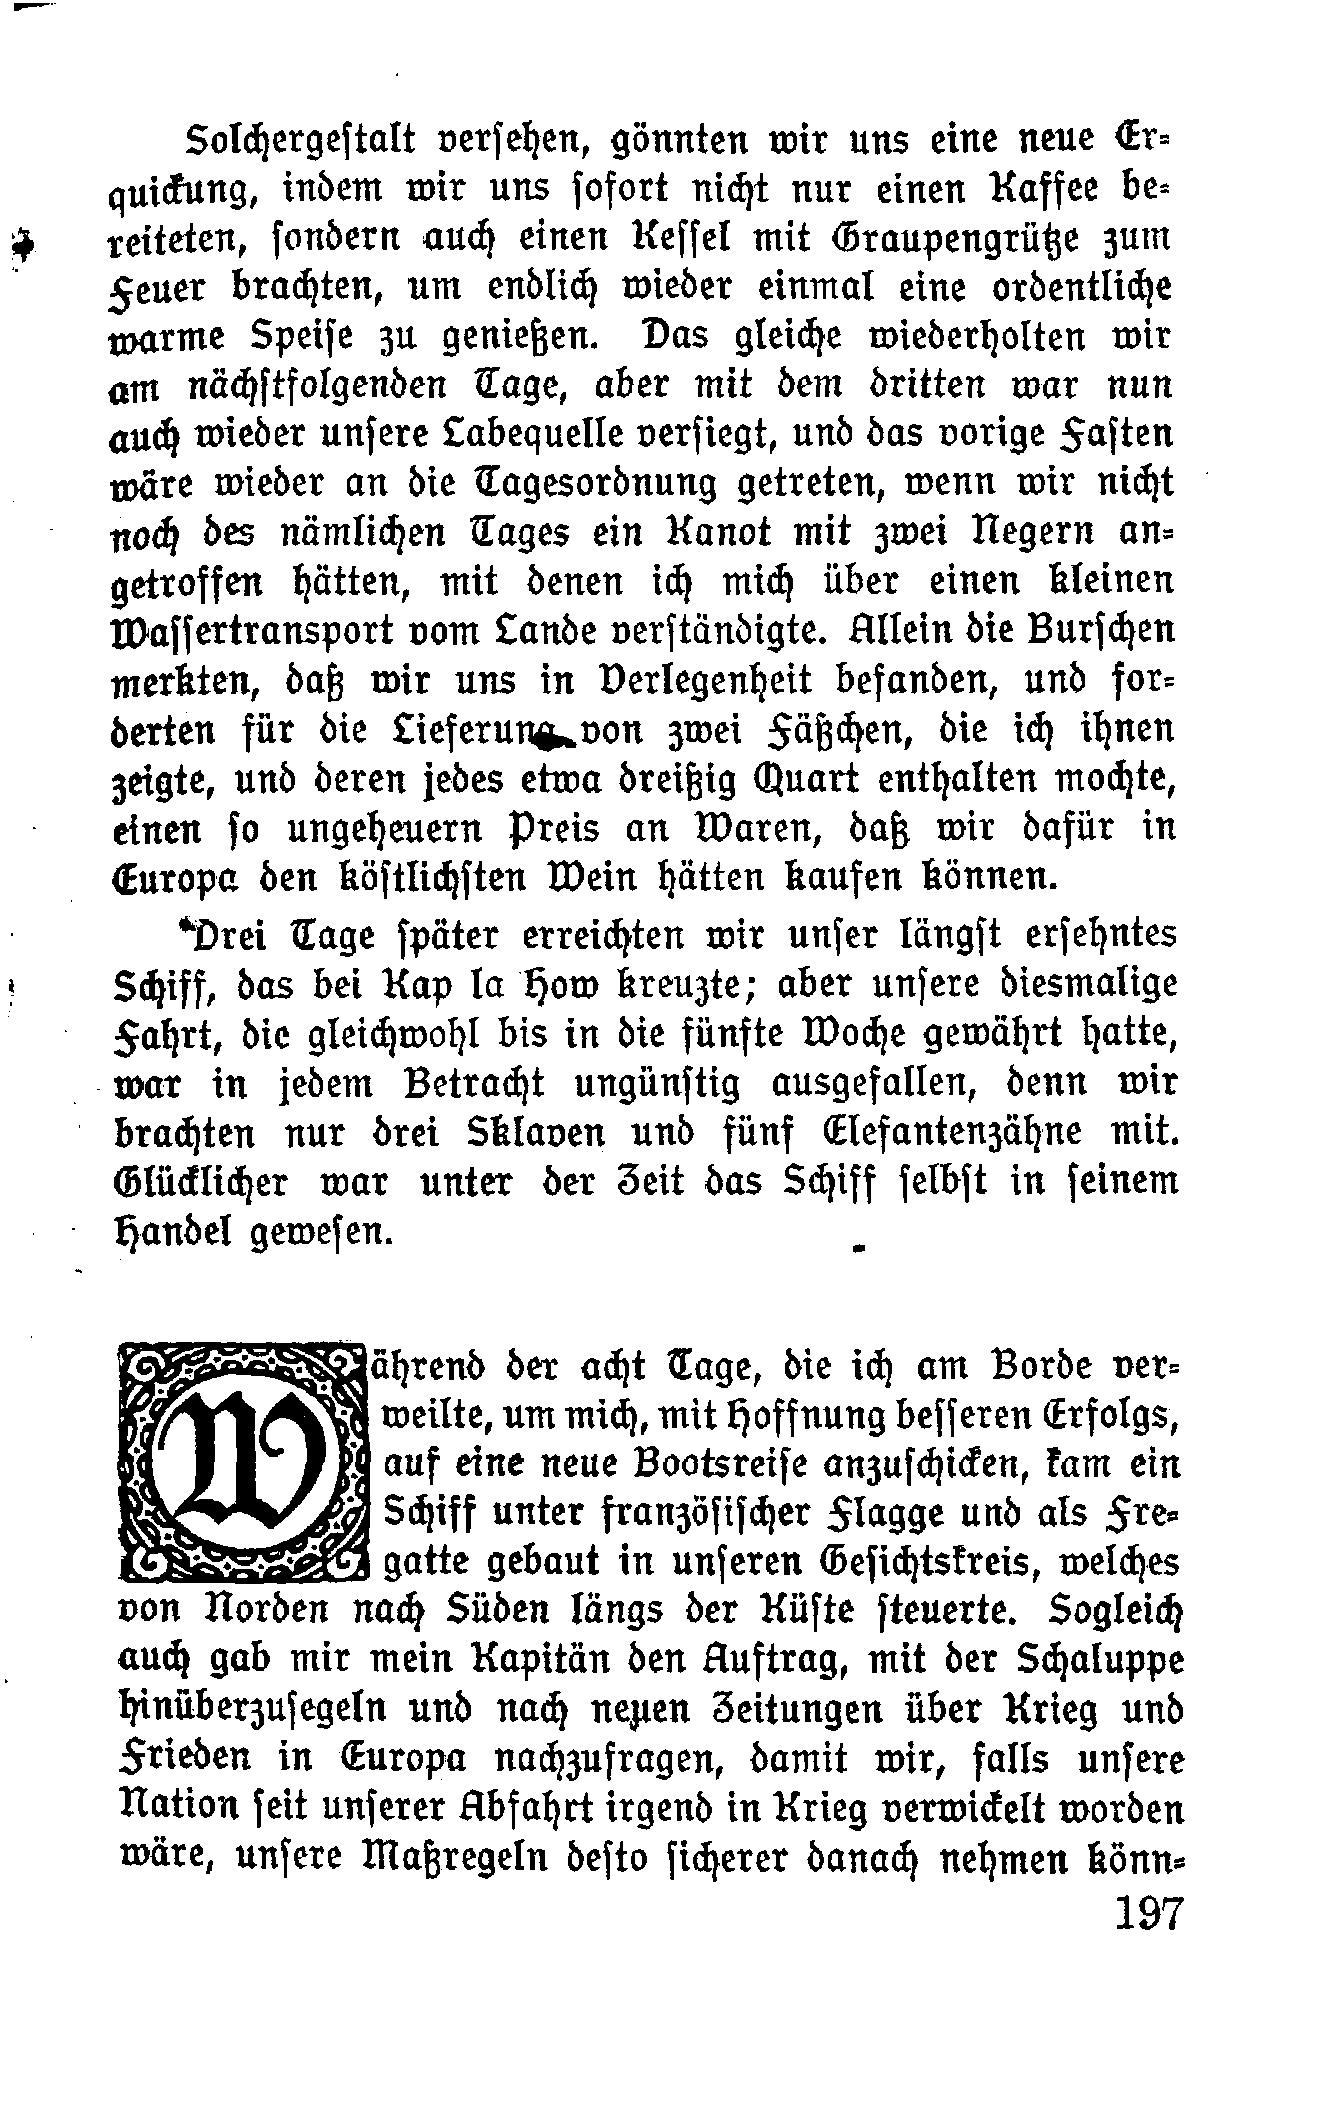 Solchergestalt versehen, gönnten wir uns eine neue Er-
quickung, indem wir uns sofort nicht nur einen Kaffee be-
reiteten, sondern auch einen Kessel mit Graupengrütze zum
Feuer brachten, um endlich wieder einmal eine ordentliche
warme Speise zu genießen. Das gleiche wiederholten wir
am nächstfolgenden Tage, aber mit dem dritten war nun
auch wieder unsere Labequelle versiegt, und das vorige Fasten
wäre wieder an die Tagesordnung getreten, wenn wir nicht
noch des nämlichen Tages ein Kanot mit zwei Negern an-
getroffen hätten, mit denen ich mich über einen kleinen
Wassertransport vom Lande verständigte. Allein die Burschen
merkten, daß wir uns in Verlegenheit befanden, und for-
derten für die Lieferung von zwei Fäßchen, die ich ihnen
zeigte, und deren jedes etwa dreißig Quart enthalten mochte,
einen so ungeheuern Preis an Waren, daß wir dafür in
Europa den köstlichsten Wein hätten kaufen können.
Drei Tage später erreichten wir unser längst ersehntes
Schiff, das bei Kap la How kreuzte; aber unsere diesmalige
Fahrt, die gleichwohl bis in die fünfte Woche gewährt hatte,
war in jedem Betracht ungünstig ausgefallen, denn wir
brachten nur drei Sklaven und fünf Elefantenzähne mit.
Glücklicher war unter der Zeit das Schiff selbst in seinem
Handel gewesen.
Während der acht Tage, die ich am Borde ver-
weilte, um mich, mit Hoffnung besseren Erfolgs,
auf eine neue Bootsreise anzuschicken, kam ein
Schiff unter französischer Flagge und als Fre-
gatte gebaut in unseren Gesichtskreis, welches
von Norden nach Süden längs der Küste steuerte. Sogleich
auch gab mir mein Kapitän den Auftrag, mit der Schaluppe
hinüberzusegeln und nach neuen Zeitungen über Krieg und
Frieden in Europa nachzufragen, damit wir, falls unsere
Nation seit unserer Abfahrt irgend in Krieg verwickelt worden
wäre, unsere Maßregeln desto sicherer danach nehmen könn-
197